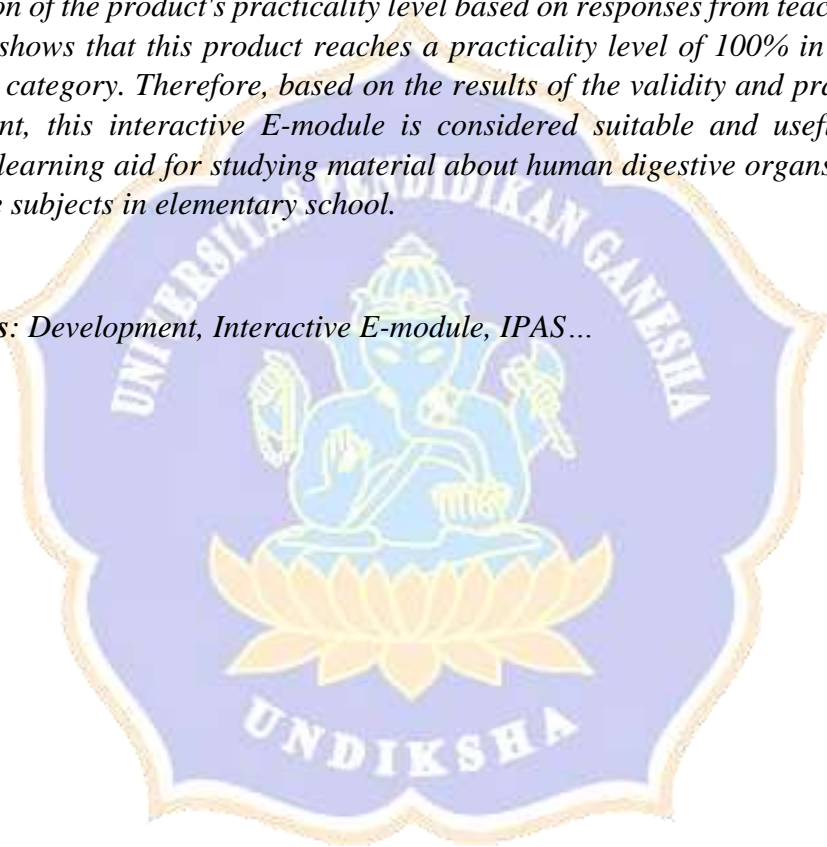 on of the product's practicality level based on responses from teac
shows that this product reaches a practicality level of 100% in
category. Therefore, based on the results of the validity and pra
nt, this interactive E-module is considered suitable and usef
learning aid for studying material about human digestive organs
e subjects in elementary school.
s: Development, Interactive E-module, IPAS…
UNIVERSITAS PENDIDIKAN GANESHA
UNDIKSHA